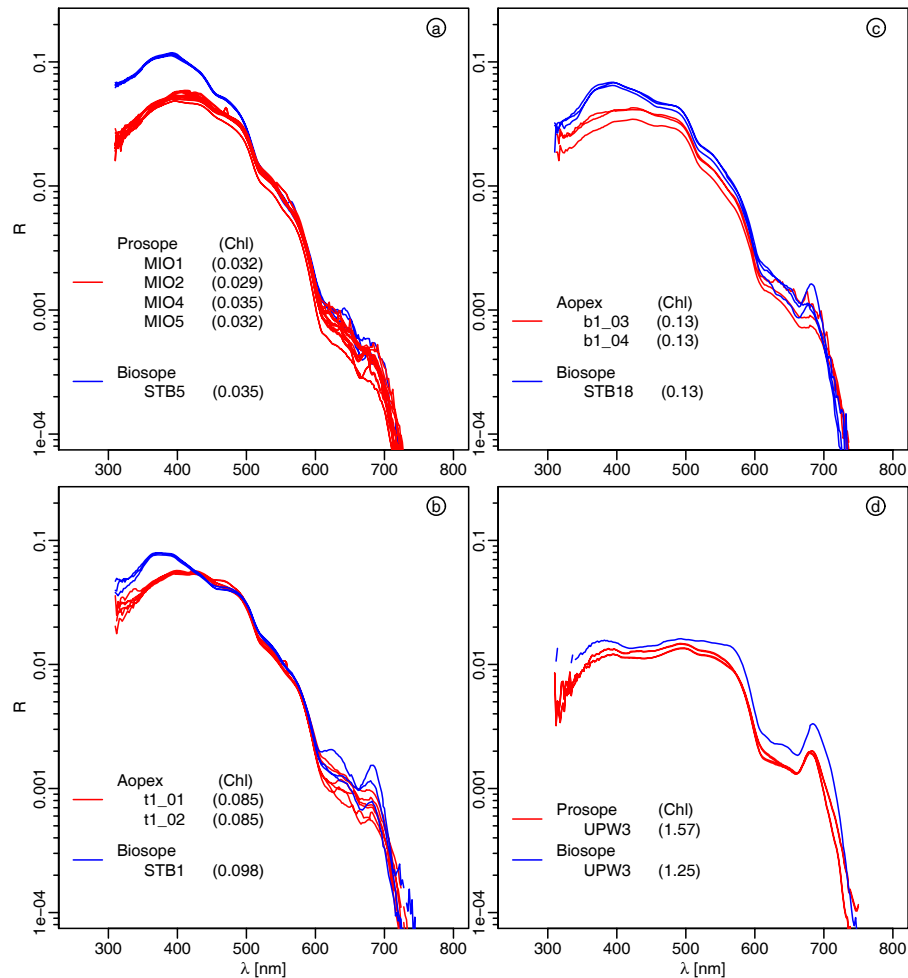 a
0.1
0.01
0.001
1e−04
R
Prosope (Chl)
MIO1 (0.032)
MIO2 (0.029)
MIO4 (0.035)
MIO5 (0.032)
Biosope
STB5 (0.035)
300 400 500 600 700 800
c
0.1
0.01
0.001
1e−04
Aopex (Chl)
b1_03 (0.13)
b1_04 (0.13)
Biosope
STB18 (0.13)
300 400 500 600 700 800
b
0.1
0.01
0.001
1e−04
R
Aopex (Chl)
t1_01 (0.085)
t1_02 (0.085)
Biosope
STB1 (0.098)
300 400 500 600 700 800
λ [nm]
d
0.1
0.01
0.001
1e−04
Prosope (Chl)
UPW3 (1.57)
Biosope
UPW3 (1.25)
300 400 500 600 700 800
λ [nm]